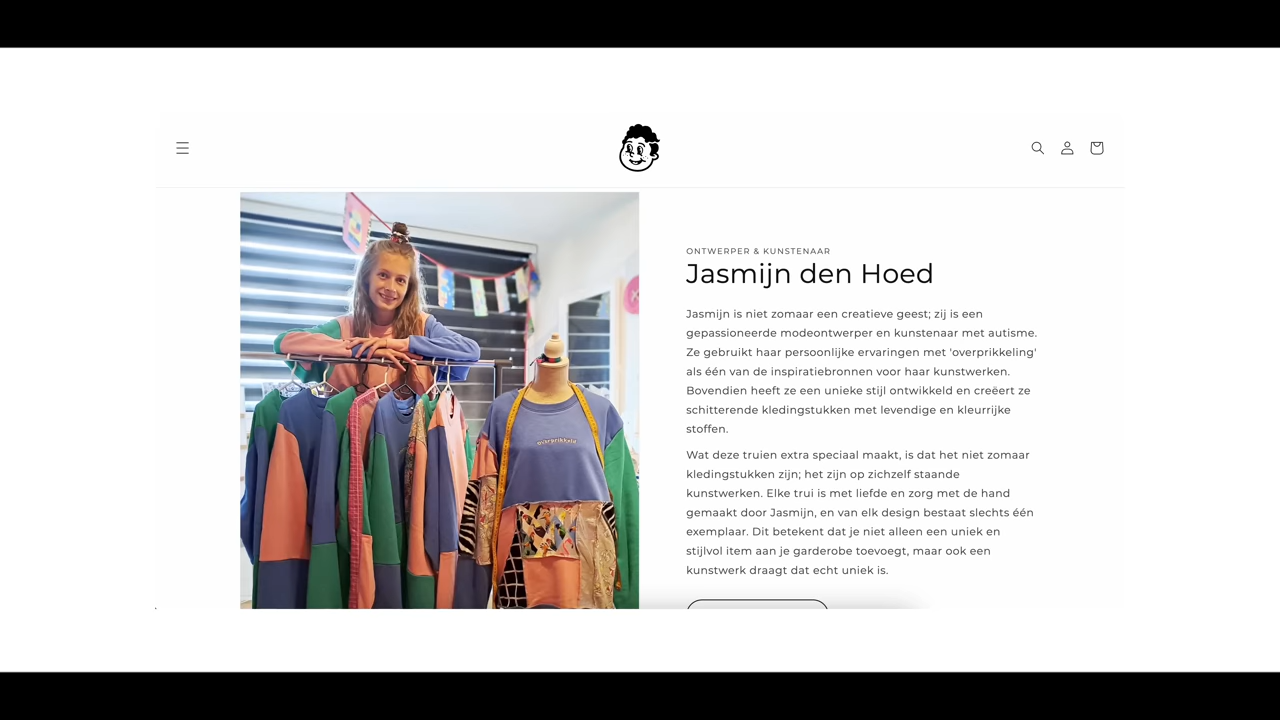 ONTWERPER & KUNSTENAAR
Jasmijn den Hoed
Jasmijn is niet zomaar een creatieve geest; zij is een
gepassioneerde modeontwerper en kunstenaar met autisme.
Ze gebruikt haar persoonlijke ervaringen met 'overprikkeling'
als één van de inspiratiebronnen voor haar kunstwerken.
Bovendien heeft ze een unieke stijl ontwikkeld en creëert ze
schitterende kledingstukken met levendige en kleurrijke
stoffen.
Wat deze truien extra speciaal maakt, is dat het niet zomaar
kledingstukken zijn; het zijn op zichzelf staande
kunstwerken. Elke trui is met liefde en zorg met de hand
gemaakt door Jasmijn, en van elk design bestaat slechts één
exemplaar. Dit betekent dat je niet alleen een uniek en
stijlvol item aan je garderobe toevoegt, maar ook een
kunstwerk draagt dat echt uniek is.
overprikkeld